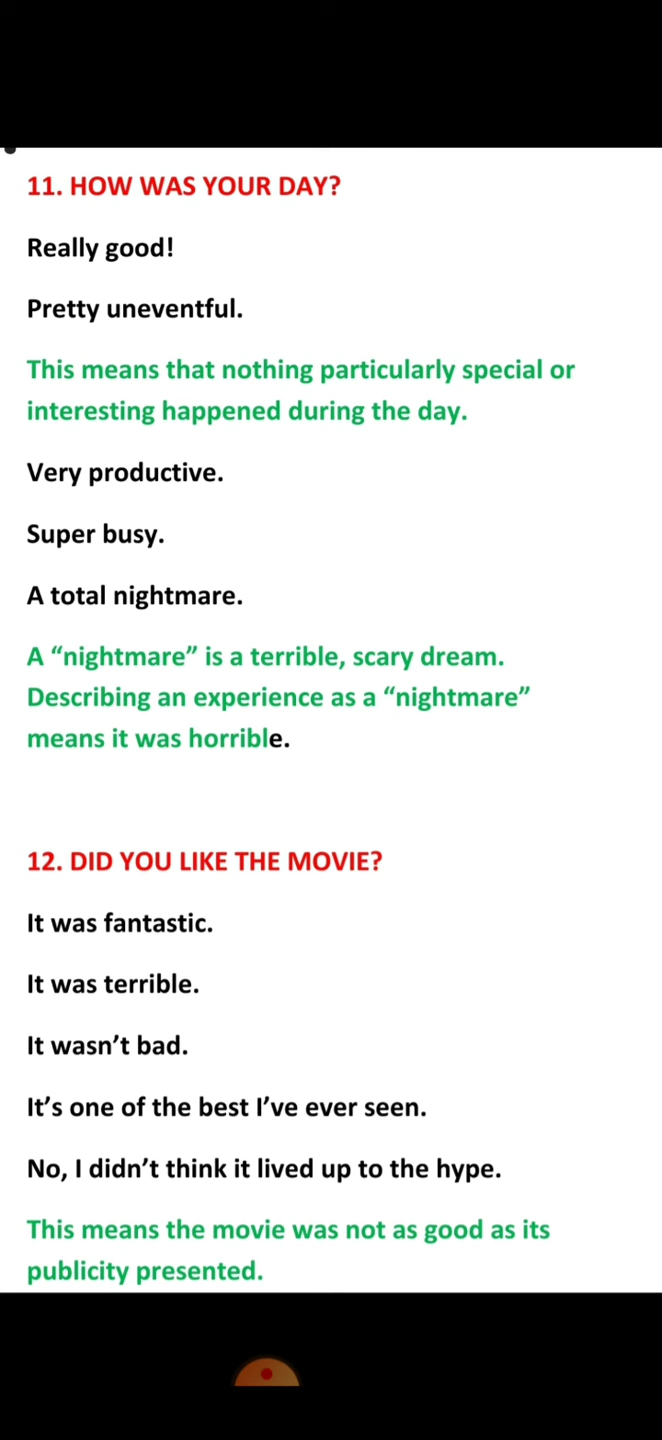 11. HOW WAS YOUR DAY?
Really good!
Pretty uneventful.
This means that nothing particularly special or
interesting happened during the day.
Very productive.
Super busy.
A total nightmare.
A “nightmare” is a terrible, scary dream.
Describing an experience as a “nightmare”
means it was horrible.
12. DID YOU LIKE THE MOVIE?
It was fantastic.
It was terrible.
It wasn’t bad.
It’s one of the best I’ve ever seen.
No, I didn’t think it lived up to the hype.
This means the movie was not as good as its
publicity presented.